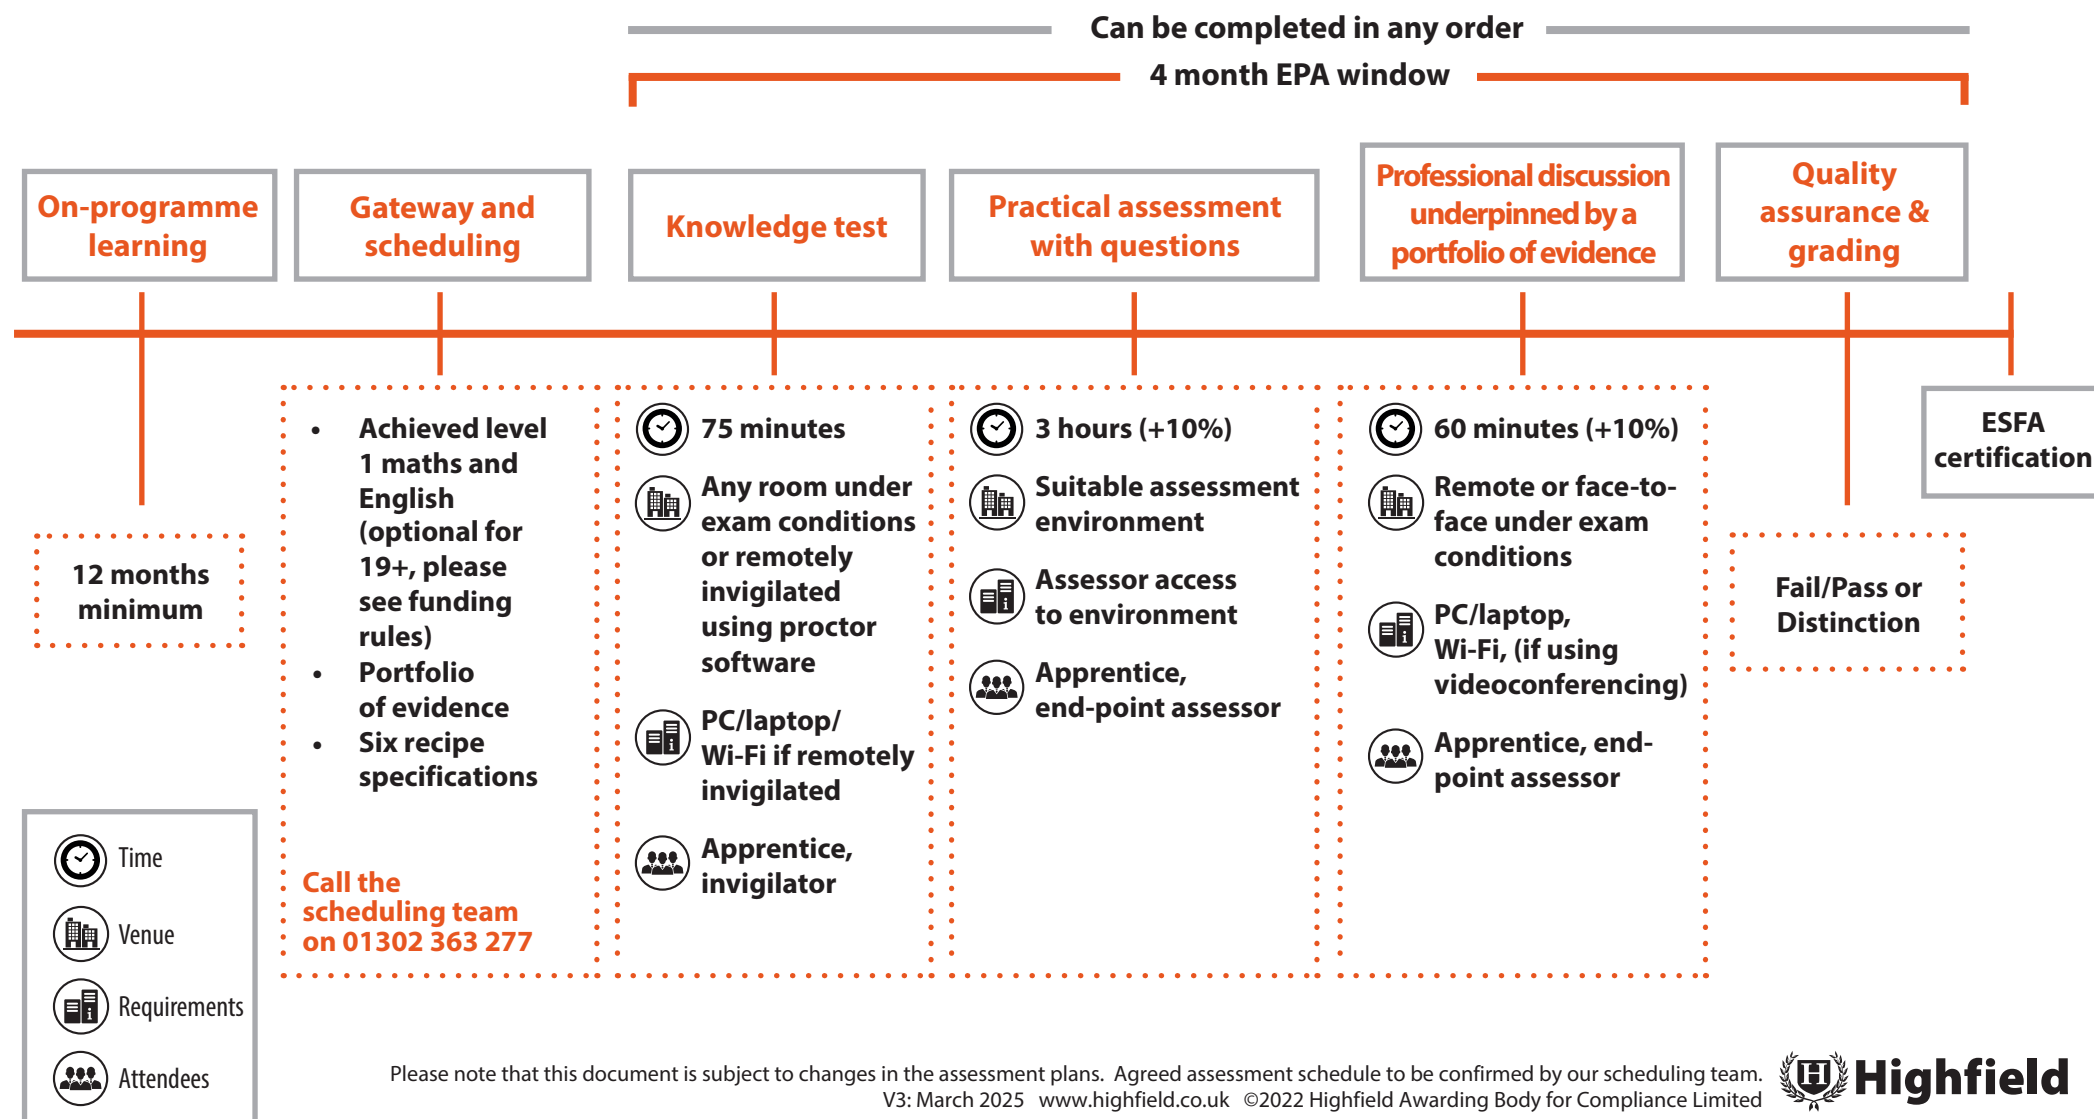 Can be completed in any order
4 month EPA window
On-programme
learning
Gateway and
scheduling
Knowledge test
Practical assessment
with questions
Professional discussion
underpinned by a
portfolio of evidence
Quality
assurance &
grading
12 months
minimum
• Achieved level
1 maths and
English
(optional for
19+, please
see funding
rules)
• Portfolio
of evidence
• Six recipe
specifications
Call the
scheduling team
on 01302 363 277
75 minutes
Any room under
exam conditions
or remotely
invigilated
using proctor
software
PC/laptop/
Wi-Fi if remotely
invigilated
Apprentice,
invigilator
3 hours (+10%)
Suitable assessment
environment
Assessor access
to environment
Apprentice,
end-point assessor
60 minutes (+10%)
Remote or face-to-
face under exam
conditions
PC/laptop,
Wi-Fi, (if using
videoconferencing)
Apprentice, end-
point assessor
Fail/Pass or
Distinction
ESFA
certification
Time
Venue
Requirements
Attendees
Please note that this document is subject to changes in the assessment plans. Agreed assessment schedule to be confirmed by our scheduling team.
V3: March 2025 www.highfield.co.uk ©2022 Highfield Awarding Body for Compliance Limited
H Highfield